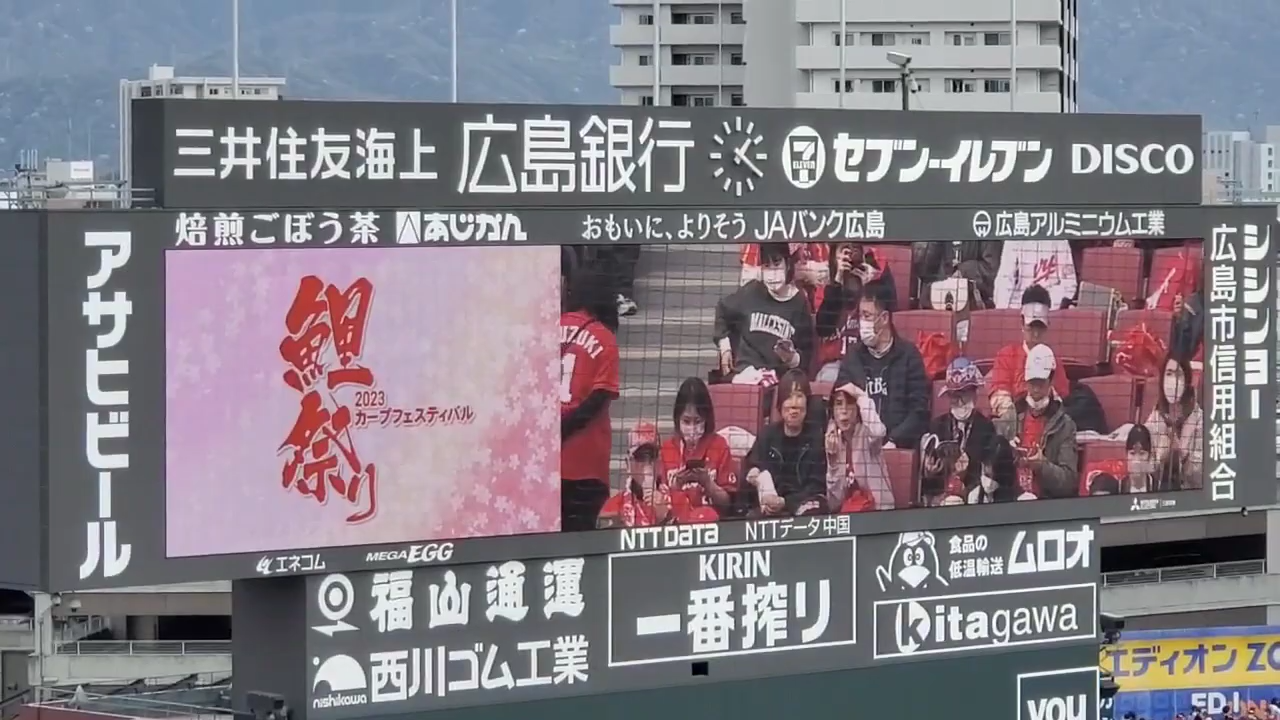 三井住友海上 広島銀行 7 ELEVEN セブン-イレブン DISCO
焙煎ごぼう茶 あじかん おもいに、よりそう JAバンク広島 広島アルミニウム工業
アサヒビール
鯉祭り
2023
カープフェスティバル
UZUKI
1
シシンヨー
広島市信用組合
NTT DATA NTTデータ中国
エネコム MEGA EGG
福山通運
KIRIN
一番搾り
食品の
低温輸送 ムロオ
nishikawa 西川ゴム工業
Kitagawa
エディオン
you